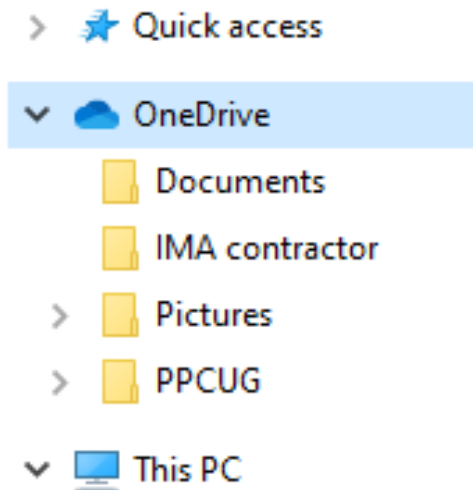 Quick access
OneDrive
Documents
IMA contractor
Pictures
PPCUG
This PC